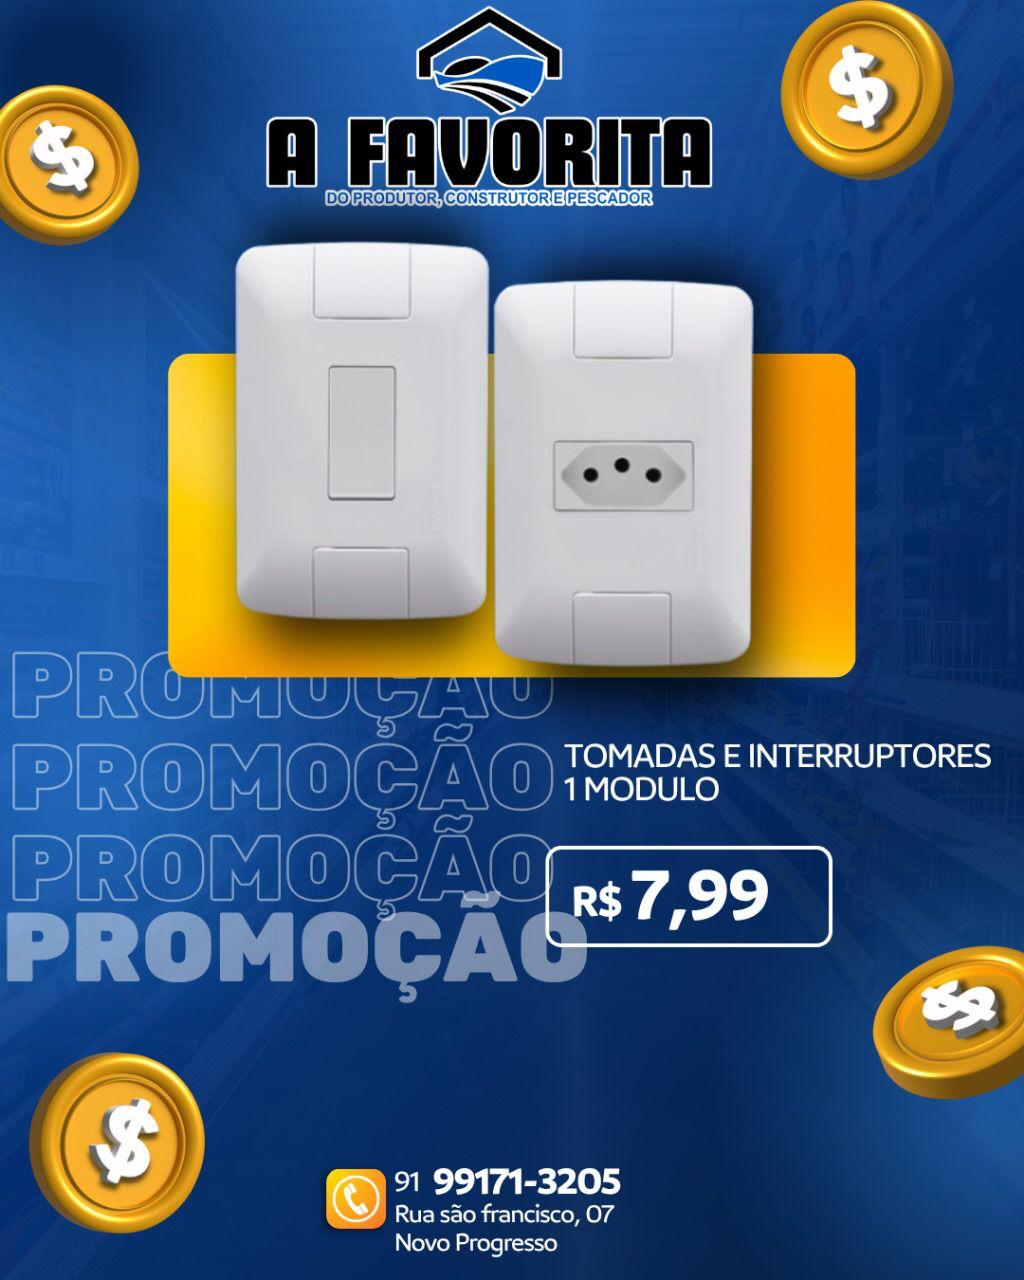 A FAVORITA
DO PRODUTOR, CONSTRUTOR E PESCADOR
PROMOÇÃO
PROMOÇÃO
PROMOÇÃO
PROMOÇÃO
TOMADAS E INTERRUPTORES
1 MODULO
R$ 7,99
91 99171-3205
Rua são francisco, 07
Novo Progresso